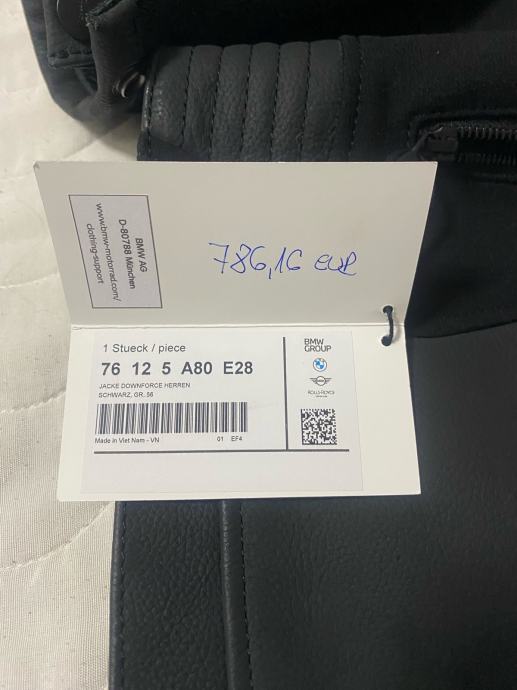 BMW AG
D-80788 München
www.bmw-motorrad.com/
clothing-support
786,16 EUR
1 Stueck / piece
76 12 5 A80 E28
JACKE DOWNFORCE HERREN
SCHWARZ, GR. 56
Made in Viet Nam - VN 01 EF4
BMW
GROUP
ROLLS-ROYCE